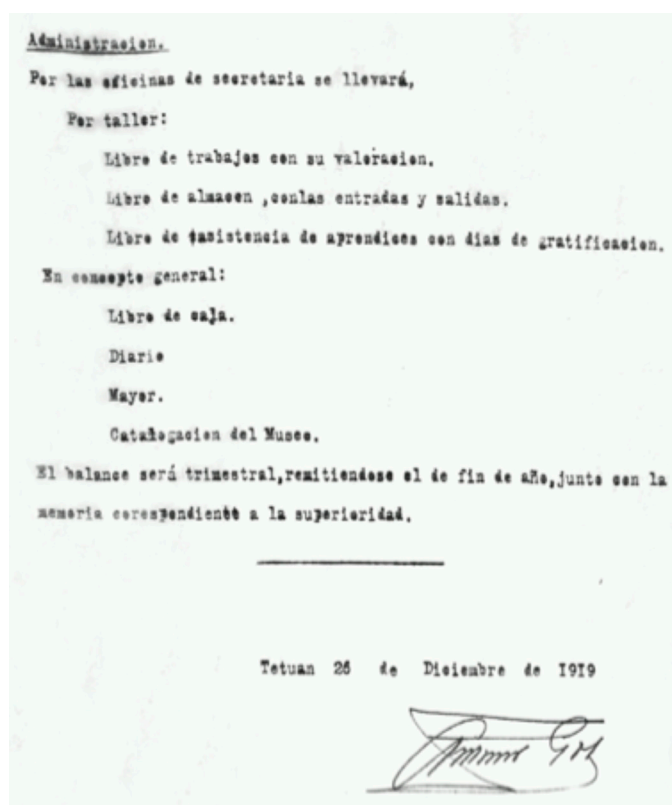 Administracion.
Por las oficinas de secretaria se llevará,
Por taller:
Libro de trabajos con su valoracion.
Libro de almacen ,conlas entradas y salidas.
Libro de asistencia de aprendices con dias de gratificacion.
En concepto general:
Libro de caja.
Diario
Mayor.
Catalogacion del Museo.
El balance será trimestral,remitiendose el de fin de año,junto con la
memoria corespondiente a la superioridad.
Tetuan 26 de Diciembre de 1919